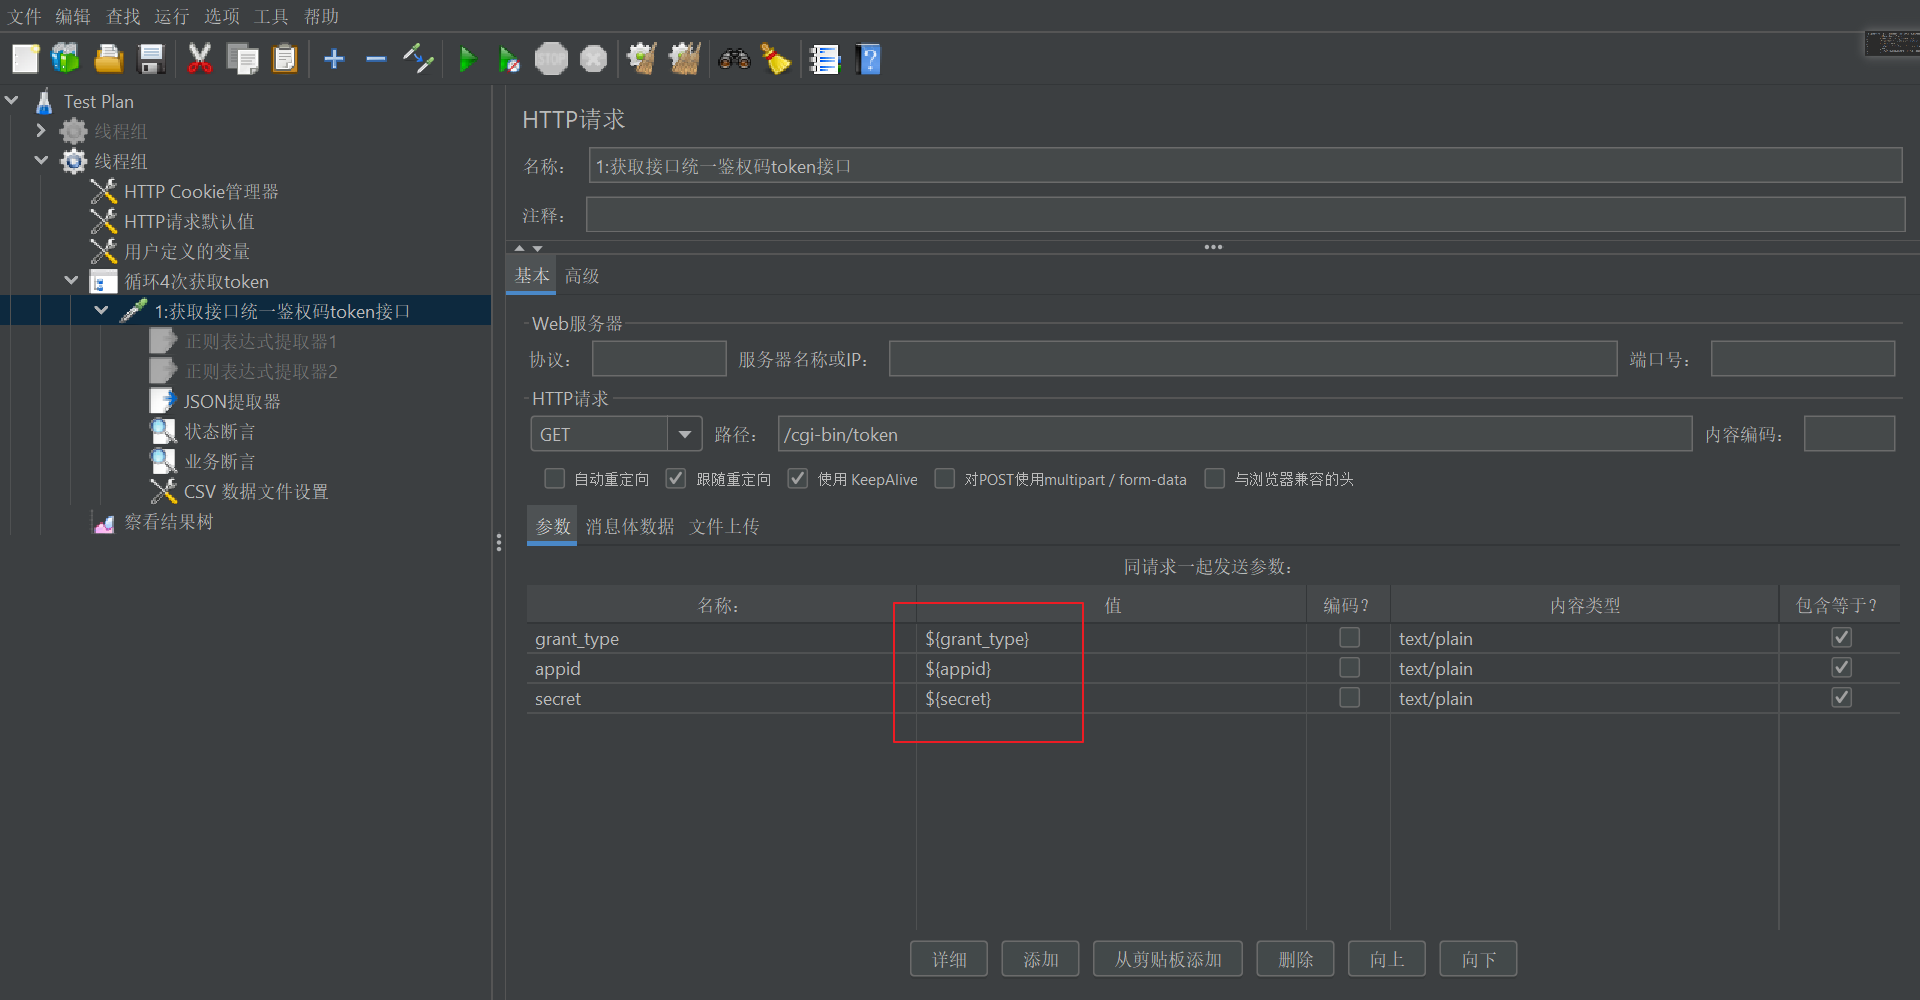 文件 编辑 查找 运行 选项 工具 帮助
STOP
Test Plan
线程组
线程组
HTTP Cookie管理器
HTTP请求默认值
用户定义的变量
循环4次获取token
1:获取接口统一鉴权码token接口
正则表达式提取器1
正则表达式提取器2
JSON提取器
状态断言
业务断言
CSV 数据文件设置
察看结果树
HTTP请求
名称： 1:获取接口统一鉴权码token接口
注释：
基本 高级
Web服务器
协议： 服务器名称或IP： 端口号：
HTTP请求
GET 路径： /cgi-bin/token 内容编码：
自动重定向 跟随重定向 使用 KeepAlive 对POST使用multipart / form-data 与浏览器兼容的头
参数 消息体数据 文件上传
同请求一起发送参数：
名称： 值 编码？ 内容类型 包含等于？
grant_type ${grant_type} text/plain
appid ${appid} text/plain
secret ${secret} text/plain
详细 添加 从剪贴板添加 删除 向上 向下